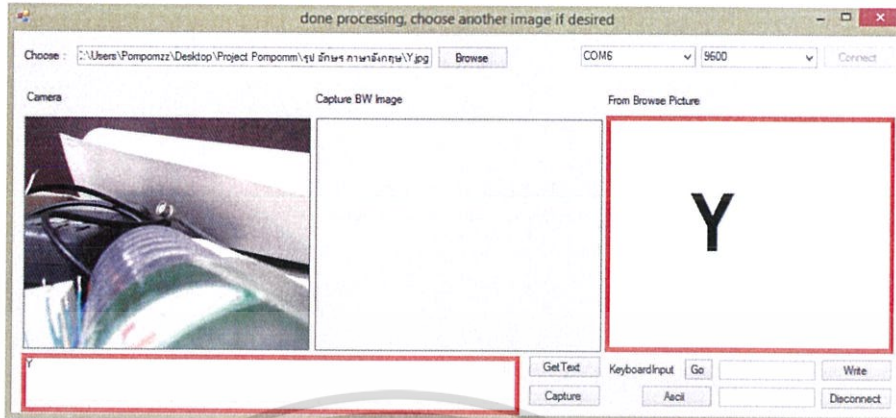 done processing, choose another image if desired
Choose : C:\Users\Pompomzz\Desktop\Project Pompomm\รูป อักษร ภาษาอังกฤษ\Y.jpg Browse COM6 9600 Connect
Camera Capture BW Image From Browse Picture
Y
Y
GetText KeyboardInput Go Write
Capture Ascii Disconnect